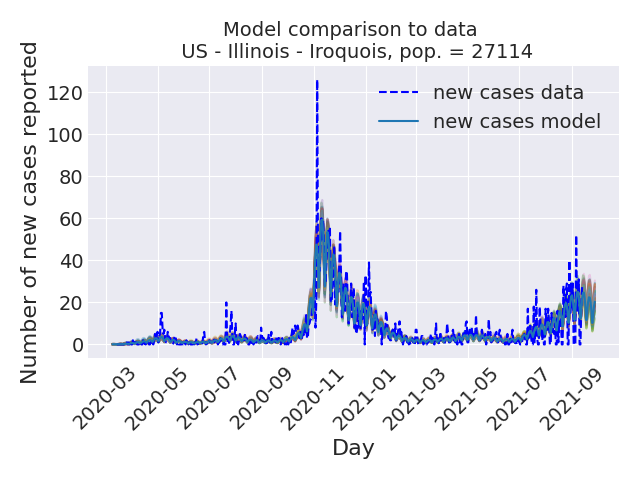 Model comparison to data
US - Illinois - Iroquois, pop. = 27114
Number of new cases reported
120
100
80
60
40
20
0
new cases data
new cases model
2020-03
2020-05
2020-07
2020-09
2020-11
2021-01
2021-03
2021-05
2021-07
2021-09
Day